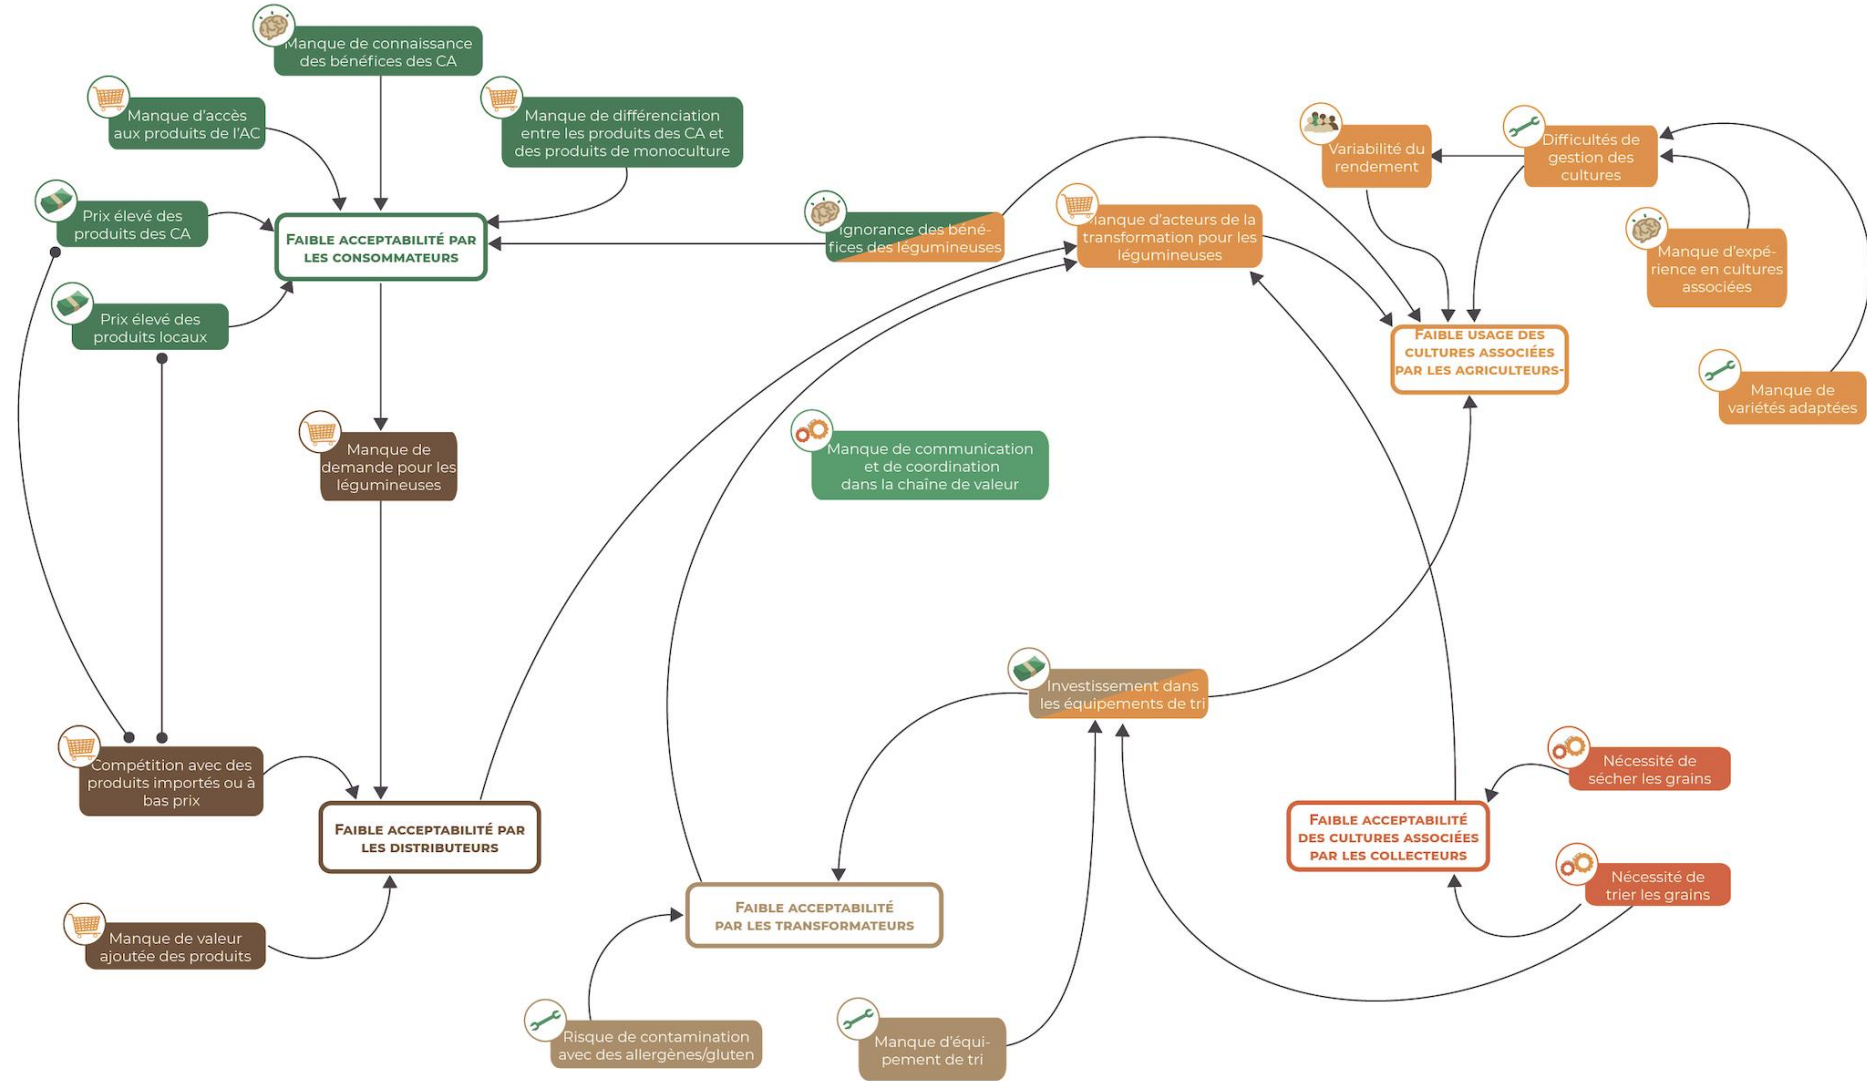 Manque de connaissance
des bénéfices des CA
Manque d'accès
aux produits de l'AC
Manque de différenciation
entre les produits des CA et
des produits de monoculture
Prix élevé des
produits des CA
FAIBLE ACCEPTABILITÉ PAR
LES CONSOMMATEURS
Prix élevé des
produits locaux
Ignorance des béné-
fices des légumineuses
Manque d'acteurs de la
transformation pour les
légumineuses
Variabilité du
rendement
Difficultés de
gestion des
cultures
Manque d'expé-
rience en cultures
associées
FAIBLE USAGE DES
CULTURES ASSOCIÉES
PAR LES AGRICULTEURS-
Manque de
variétés adaptées
Manque de
demande pour les
légumineuses
Manque de communication
et de coordination
dans la chaîne de valeur
Investissement dans
les équipements de tri
Compétition avec des
produits importés ou à
bas prix
FAIBLE ACCEPTABILITÉ PAR
LES DISTRIBUTEURS
Nécessité de
sécher les grains
FAIBLE ACCEPTABILITÉ
DES CULTURES ASSOCIÉES
PAR LES COLLECTEURS
Nécessité de
trier les grains
FAIBLE ACCEPTABILITÉ
PAR LES TRANSFORMATEURS
Manque de valeur
ajoutée des produits
Risque de contamination
avec des allergènes/gluten
Manque d'équi-
pement de tri